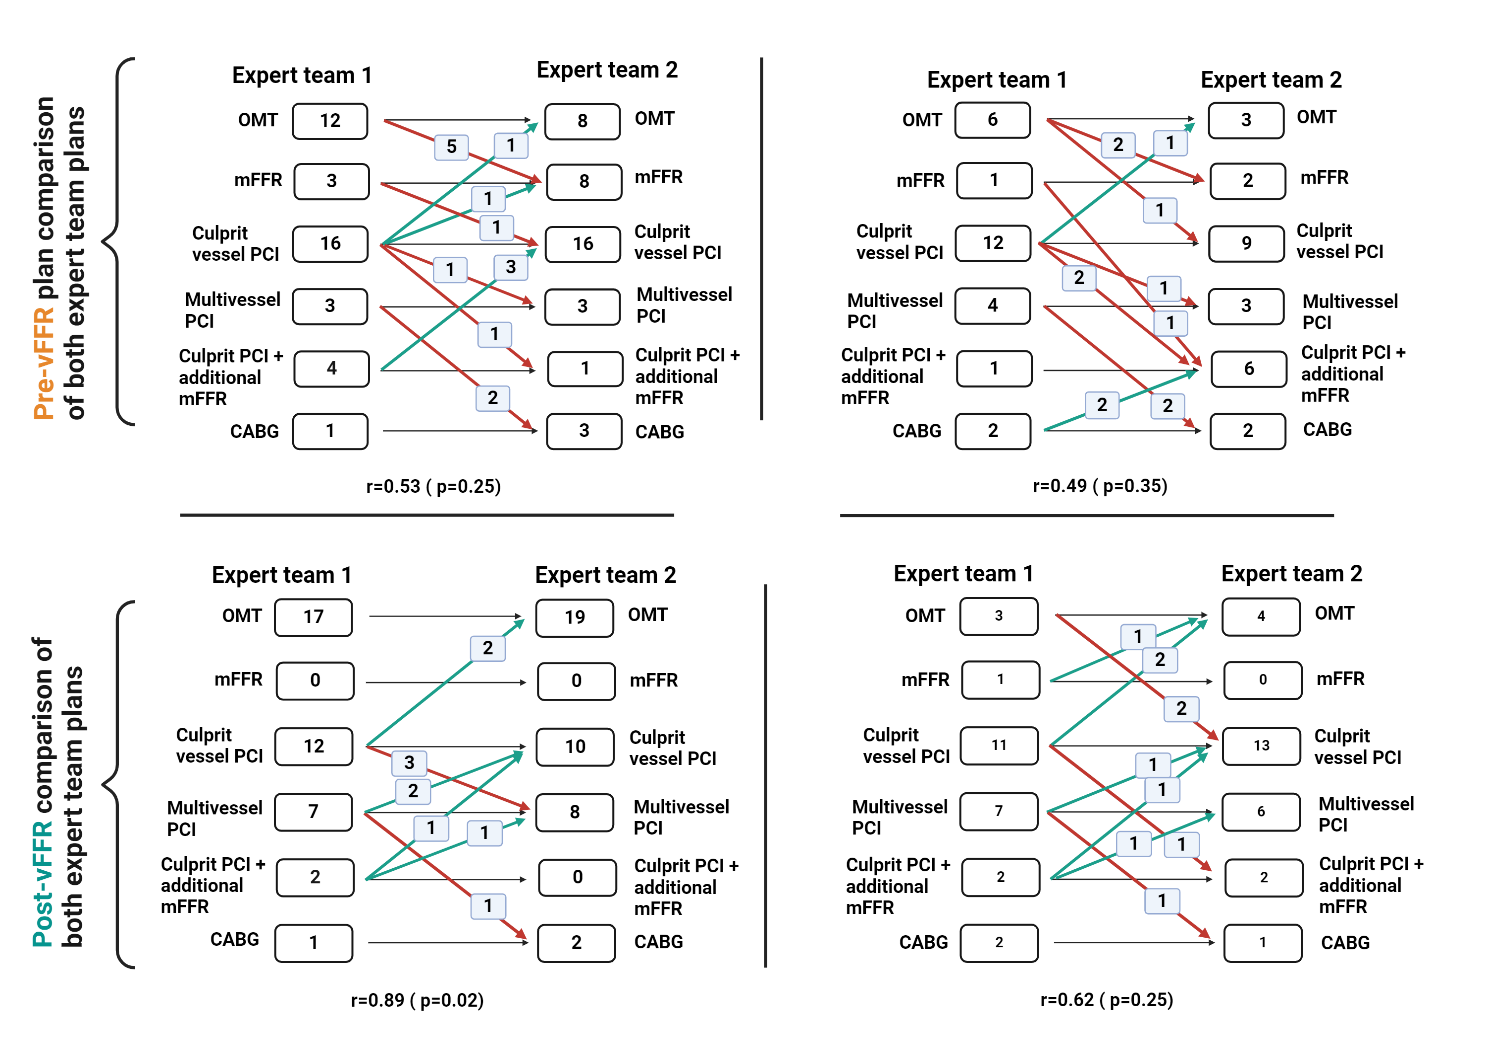 Pre-vFFR plan comparison
of both expert team plans
Expert team 1
Expert team 2
OMT
12
8
OMT
5
1
mFFR
3
8
mFFR
1
1
Culprit
vessel PCI
16
16
Culprit
vessel PCI
1
3
Multivessel
PCI
3
3
Multivessel
PCI
1
Culprit PCI +
additional
mFFR
4
1
Culprit PCI +
additional
mFFR
2
CABG
1
3
CABG
r=0.53 ( p=0.25)
Expert team 1
Expert team 2
OMT
6
3
OMT
2
1
mFFR
1
2
mFFR
1
Culprit
vessel PCI
12
9
Culprit
vessel PCI
2
1
Multivessel
PCI
4
3
Multivessel
PCI
1
Culprit PCI +
additional
mFFR
1
6
Culprit PCI +
additional
mFFR
2
2
CABG
2
2
CABG
r=0.49 ( p=0.35)
Post-vFFR comparison of
both expert team plans
Expert team 1
Expert team 2
OMT
17
19
OMT
2
mFFR
0
0
mFFR
Culprit
vessel PCI
12
10
Culprit
vessel PCI
3
2
Multivessel
PCI
7
8
Multivessel
PCI
1
1
Culprit PCI +
additional
mFFR
2
0
Culprit PCI +
additional
mFFR
1
CABG
1
2
CABG
r=0.89 ( p=0.02)
Expert team 1
Expert team 2
OMT
3
4
OMT
1
2
mFFR
1
0
mFFR
2
Culprit
vessel PCI
11
13
Culprit
vessel PCI
1
1
Multivessel
PCI
7
6
Multivessel
PCI
1
1
Culprit PCI +
additional
mFFR
2
2
Culprit PCI +
additional
mFFR
1
CABG
2
1
CABG
r=0.62 ( p=0.25)